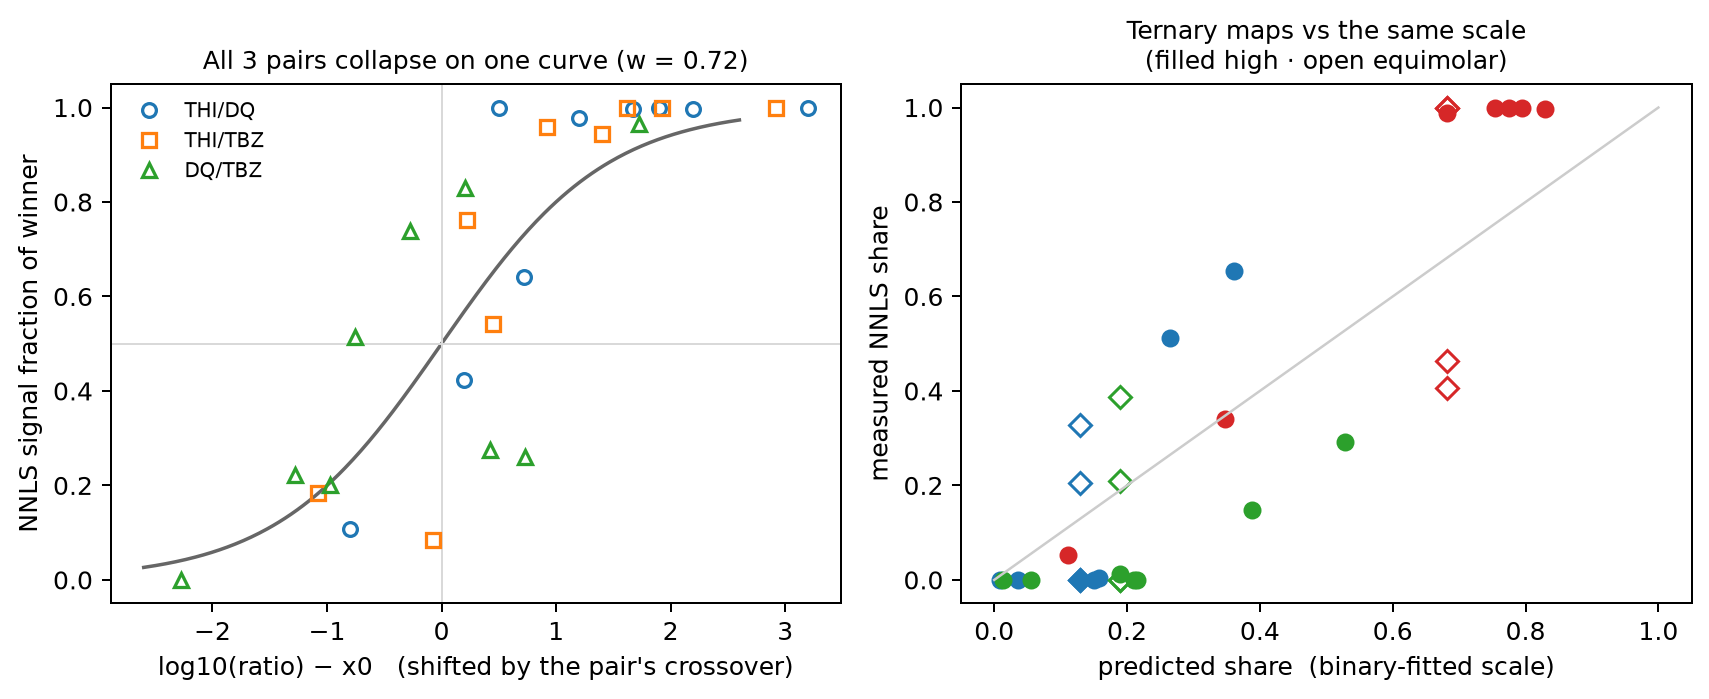 All 3 pairs collapse on one curve (w = 0.72)
THI/DQ
THI/TBZ
DQ/TBZ
NNLS signal fraction of winner
1.0
0.8
0.6
0.4
0.2
0.0
−2
−1
0
1
2
3
log10(ratio) − x0   (shifted by the pair's crossover)
Ternary maps vs the same scale
(filled high · open equimolar)
measured NNLS share
1.0
0.8
0.6
0.4
0.2
0.0
0.0
0.2
0.4
0.6
0.8
1.0
predicted share  (binary-fitted scale)